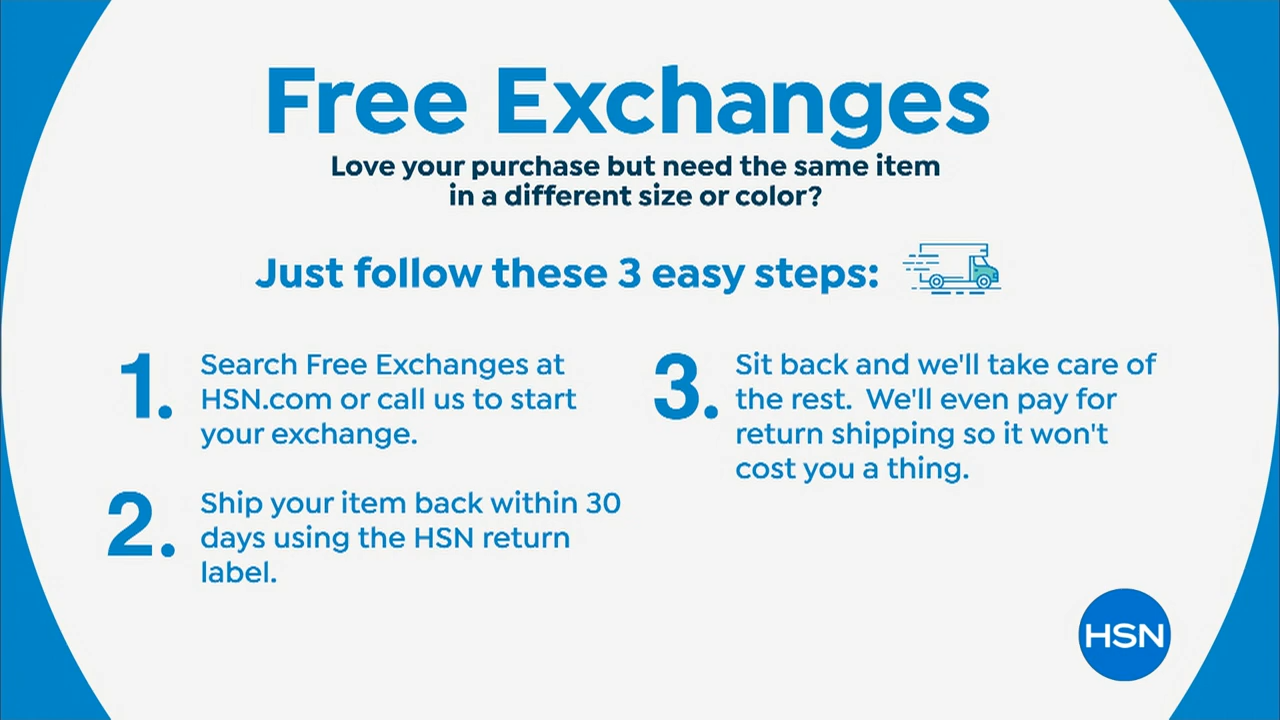 Free Exchanges
Love your purchase but need the same item
in a different size or color?
Just follow these 3 easy steps:
1. Search Free Exchanges at
HSN.com or call us to start
your exchange.
2. Ship your item back within 30
days using the HSN return
label.
3. Sit back and we'll take care of
the rest.  We'll even pay for
return shipping so it won't
cost you a thing.
HSN